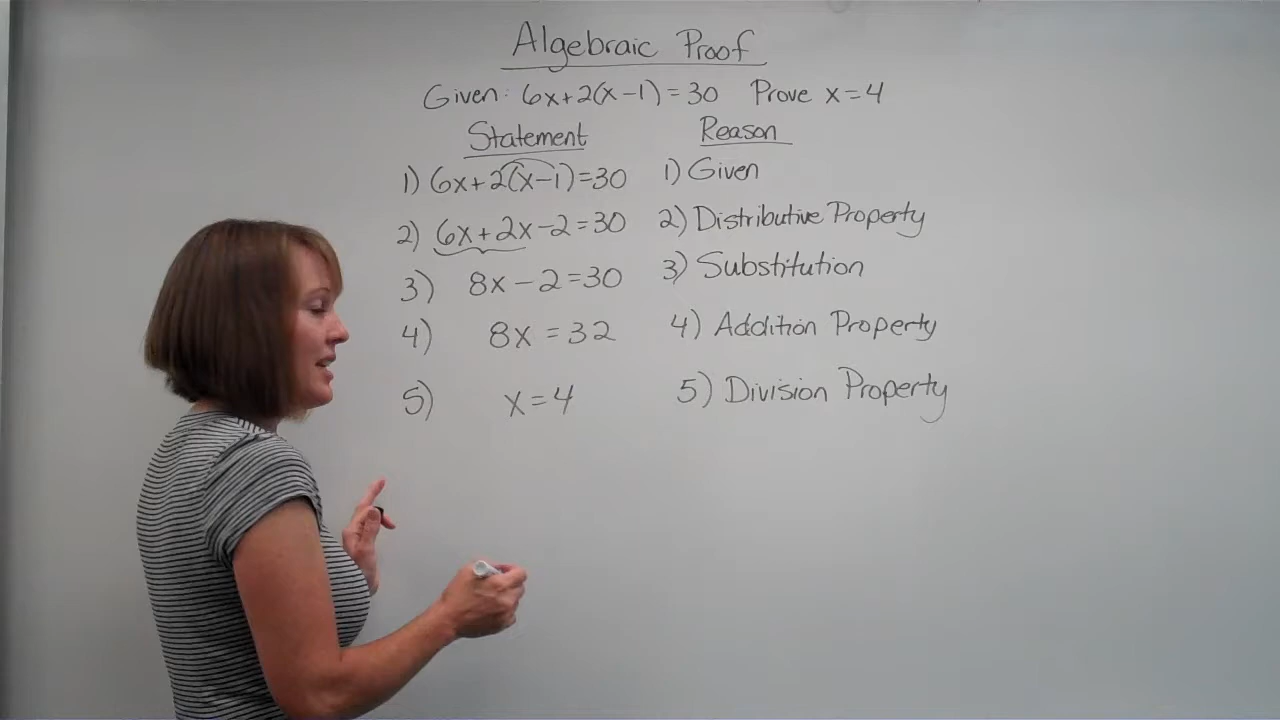 Algebraic Proof
Given: 6x+2(x-1)=30 Prove x=4
Statement Reason
1) 6x+2(x-1)=30 1) Given
2) 6x+2x-2=30 2) Distributive Property
3) 8x-2=30 3) Substitution
4) 8x=32 4) Addition Property
5) x=4 5) Division Property